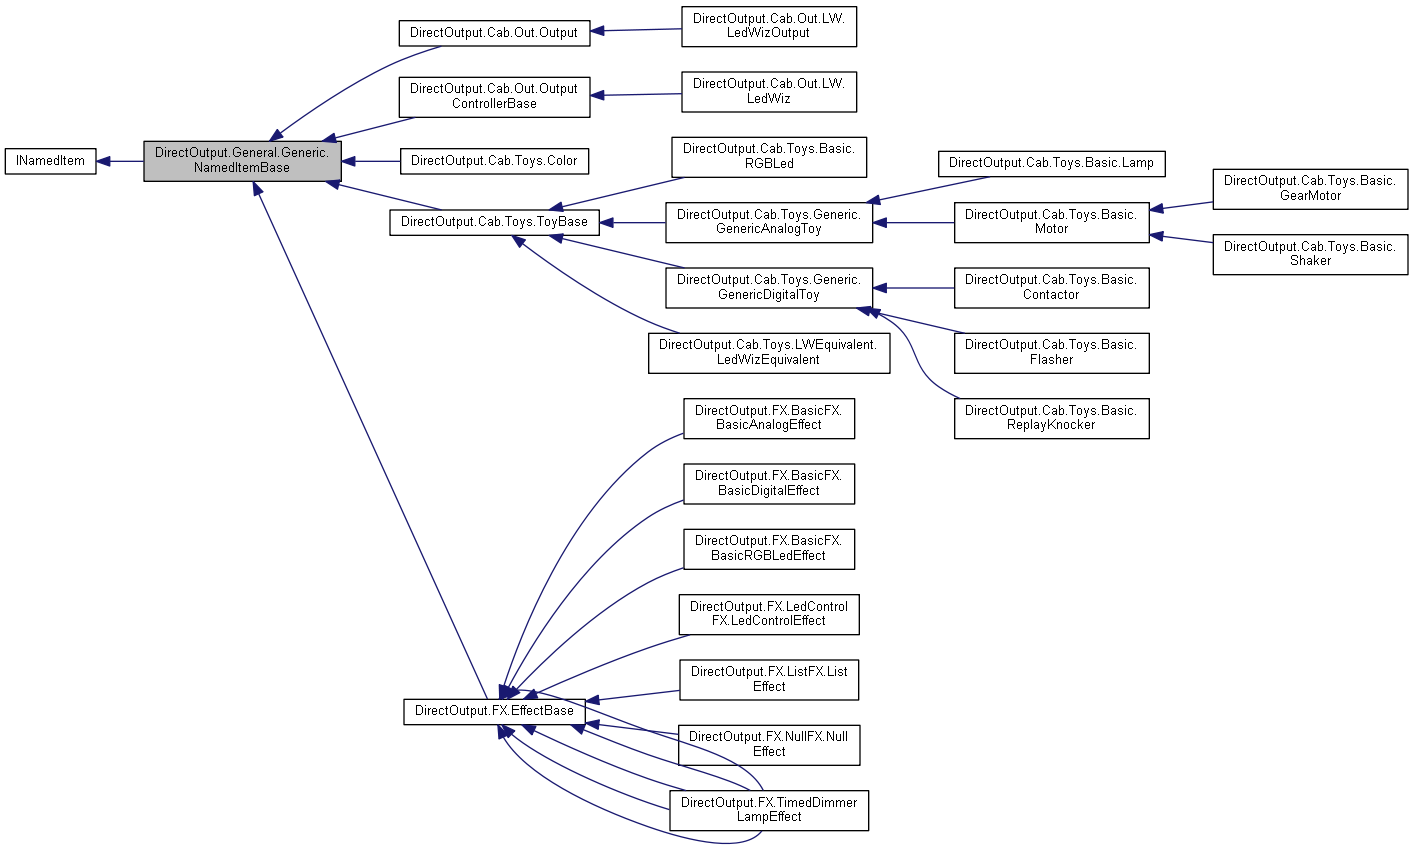 DirectOutput.Cab.Out.Output
DirectOutput.Cab.Out.LW.
LedWizOutput
DirectOutput.Cab.Out.Output
ControllerBase
DirectOutput.Cab.Out.LW.
LedWiz
INamedItem
DirectOutput.General.Generic.
NamedItemBase
DirectOutput.Cab.Toys.Color
DirectOutput.Cab.Toys.ToyBase
DirectOutput.Cab.Toys.Basic.
RGBLed
DirectOutput.Cab.Toys.Generic.
GenericAnalogToy
DirectOutput.Cab.Toys.Basic.Lamp
DirectOutput.Cab.Toys.Basic.
Motor
DirectOutput.Cab.Toys.Basic.
GearMotor
DirectOutput.Cab.Toys.Basic.
Shaker
DirectOutput.Cab.Toys.Generic.
GenericDigitalToy
DirectOutput.Cab.Toys.Basic.
Contactor
DirectOutput.Cab.Toys.Basic.
Flasher
DirectOutput.Cab.Toys.Basic.
ReplayKnocker
DirectOutput.Cab.Toys.LWEquivalent.
LedWizEquivalent
DirectOutput.FX.EffectBase
DirectOutput.FX.BasicFX.
BasicAnalogEffect
DirectOutput.FX.BasicFX.
BasicDigitalEffect
DirectOutput.FX.BasicFX.
BasicRGBLedEffect
DirectOutput.FX.LedControl
FX.LedControlEffect
DirectOutput.FX.ListFX.List
Effect
DirectOutput.FX.NullFX.Null
Effect
DirectOutput.FX.TimedDimmer
LampEffect